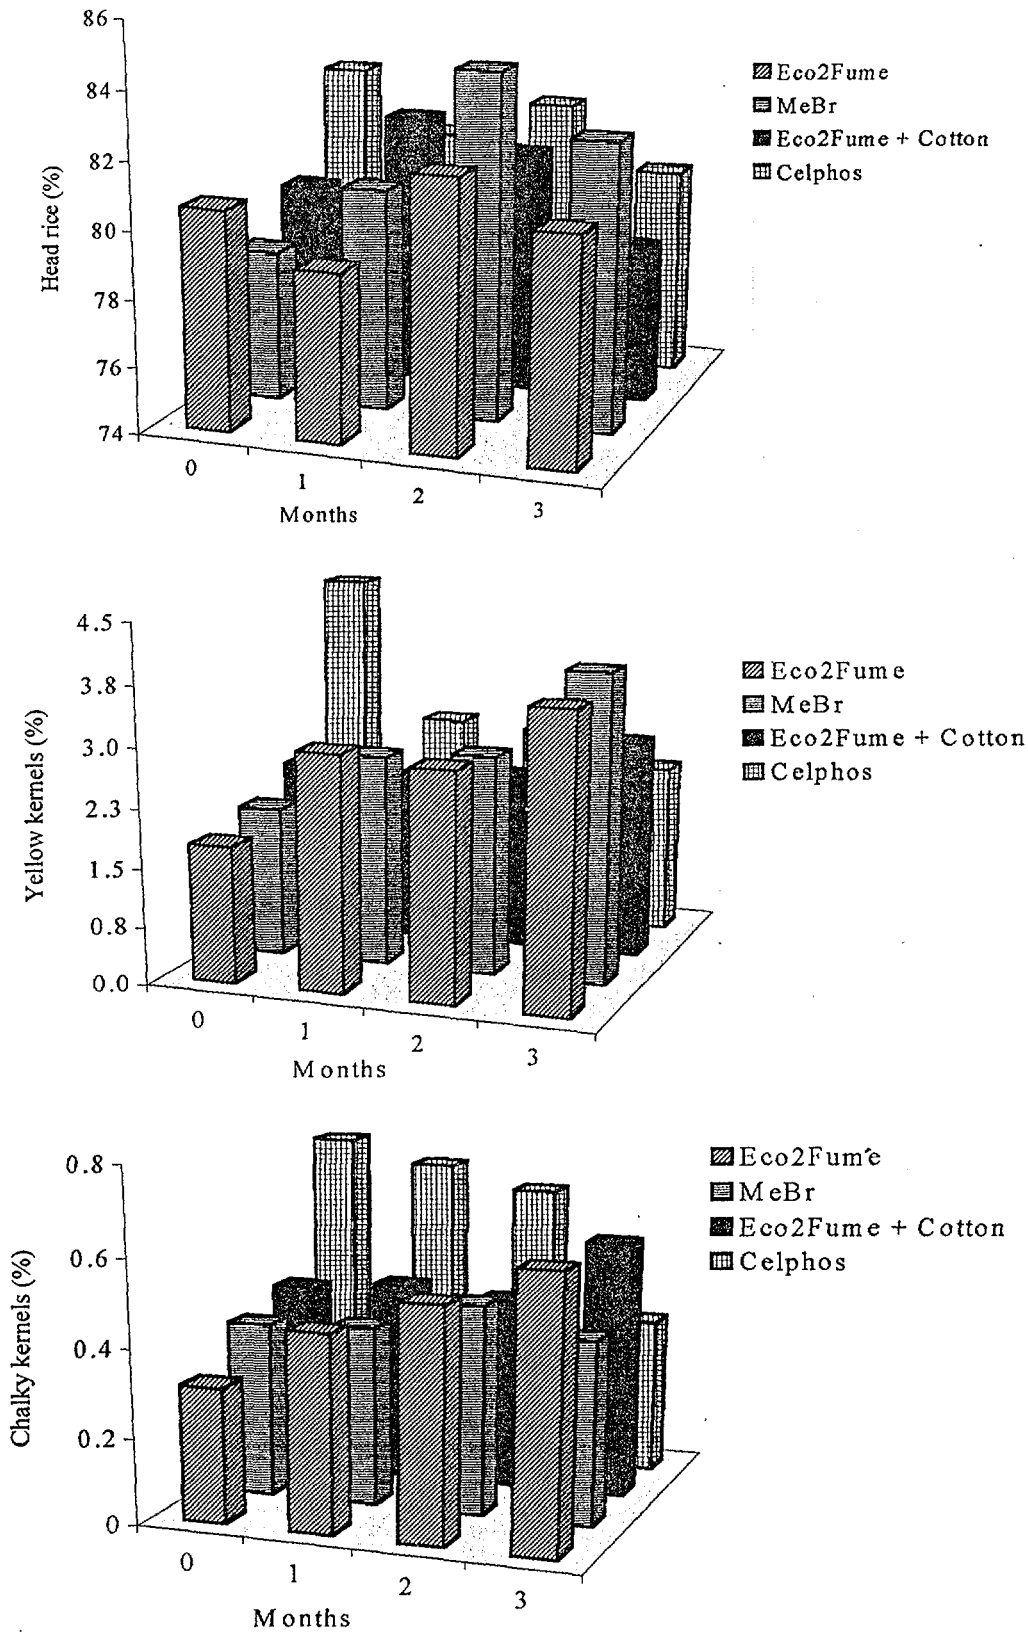 86
84
82
80
78
76
74
Head rice (%)
0
1
2
3
Months
Eco2Fume
MeBr
Eco2Fume + Cotton
Celphos
4.5
3.8
3.0
2.3
1.5
0.8
0.0
Yellow kernels (%)
0
1
2
3
Months
Eco2Fume
MeBr
Eco2Fume + Cotton
Celphos
0.8
0.6
0.4
0.2
0
Chalky kernels (%)
0
1
2
3
Months
Eco2Fume
MeBr
Eco2Fume + Cotton
Celphos